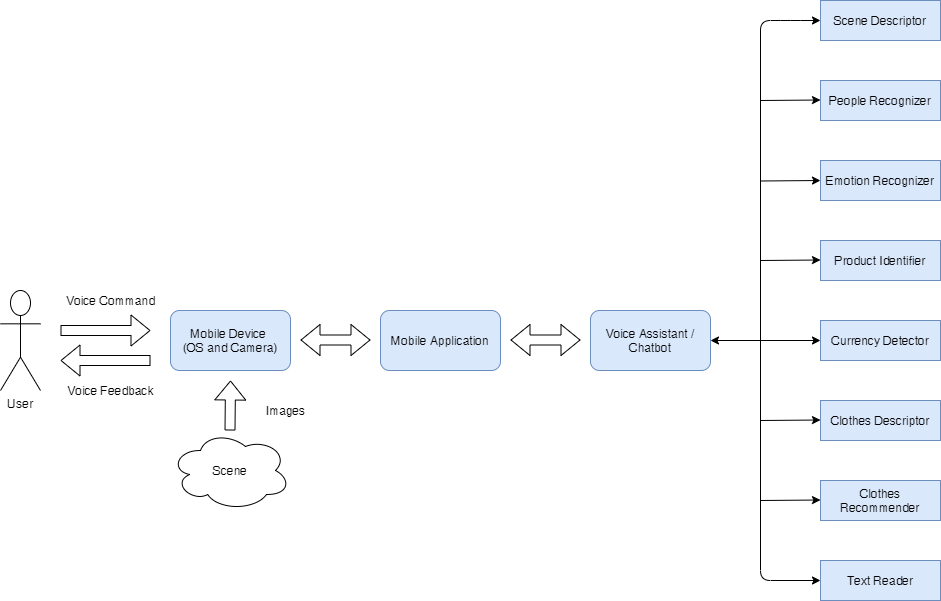 Scene Descriptor
People Recognizer
Emotion Recognizer
Product Identifier
Voice Command
Mobile Device
(OS and Camera)
Mobile Application
Voice Assistant /
Chatbot
Currency Detector
Voice Feedback
User
Images
Clothes Descriptor
Scene
Clothes
Recommender
Text Reader